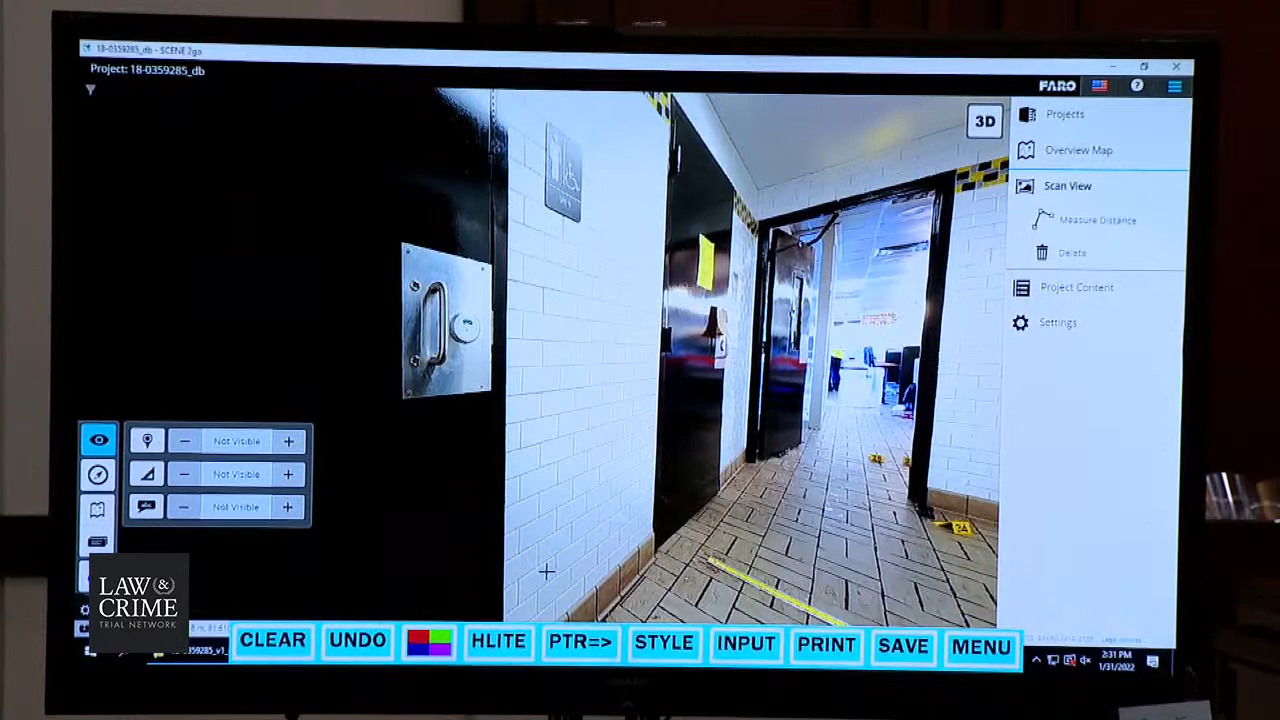 18-0359285_db - SCENE 2go
Project: 18-0359285_db
FARO
3D
Projects
Overview Map
Scan View
Measure Distance
Delete
Project Content
Settings
Not Visible
Not Visible
abc
Not Visible
24
LAW &
CRIME
TRIAL NETWORK
CLEAR
UNDO
HLITE
PTR=>
STYLE
INPUT
PRINT
SAVE
MENU
2:31 PM
1/31/2022